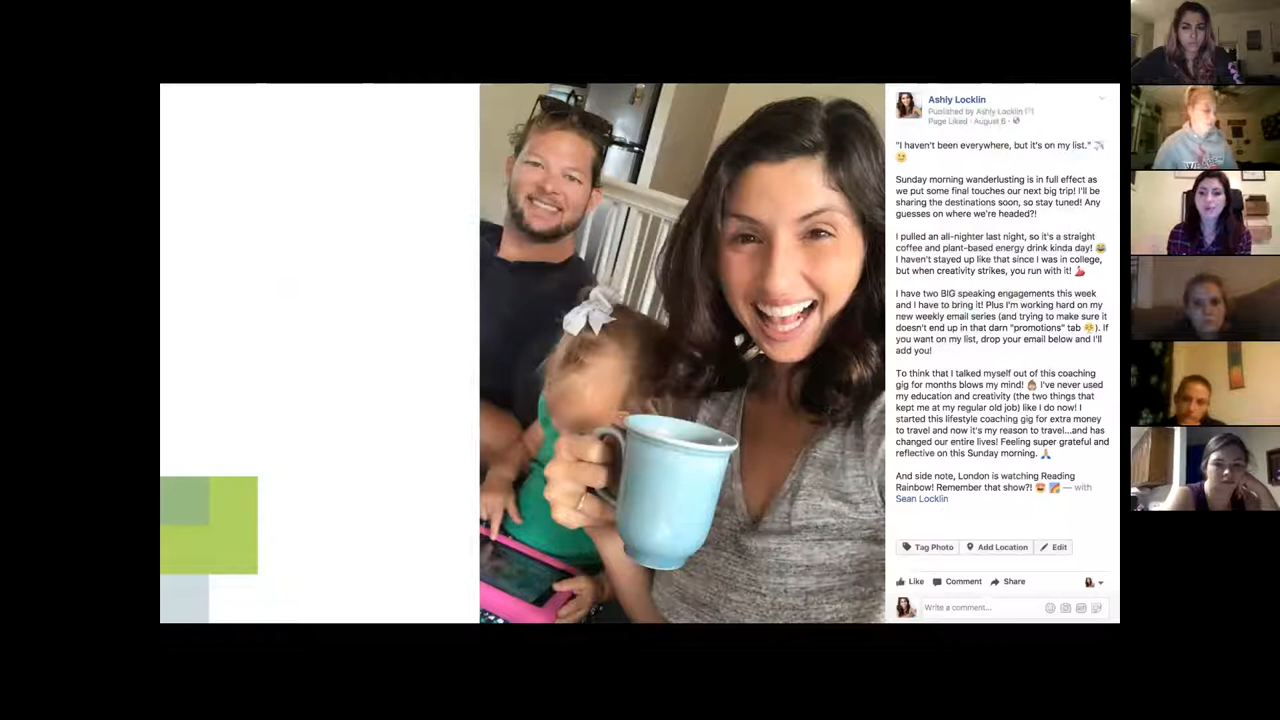 Ashly Locklin
Published by Ashly Locklin
Page Liked · August 6 ·
"I haven't been everywhere, but it's on my list." ✈️
😉
Sunday morning wanderlusting is in full effect as
we put some final touches our next big trip! I'll be
sharing the destinations soon, so stay tuned! Any
guesses on where we're headed?!
I pulled an all-nighter last night, so it's a straight
coffee and plant-based energy drink kinda day! 😂
I haven't stayed up like that since I was in college,
but when creativity strikes, you run with it!
I have two BIG speaking engagements this week
and I have to bring it! Plus I'm working hard on my
new weekly email series (and trying to make sure it
doesn't end up in that darn "promotions" tab 😤). If
you want on my list, drop your email below and I'll
add you!
To think that I talked myself out of this coaching
gig for months blows my mind! I've never used
my education and creativity (the two things that
kept me at my regular old job) like I do now! I
started this lifestyle coaching gig for extra money
to travel and now it's my reason to travel...and has
changed our entire lives! Feeling super grateful and
reflective on this Sunday morning. 🙏
And side note, London is watching Reading
Rainbow! Remember that show?! 😍 🌈 — with
Sean Locklin
Tag Photo Add Location Edit
Like Comment Share
Write a comment...